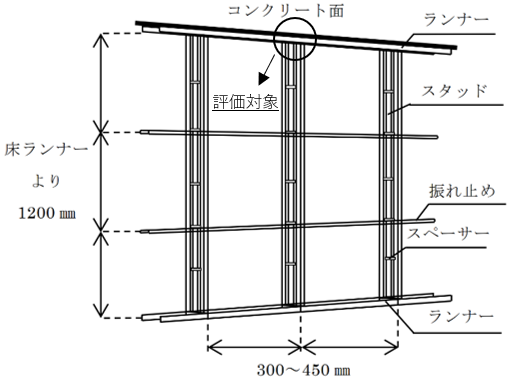 コンクリート面
ランナー
評価対象
スタッド
床ランナー
より
1200㎜
振れ止め
スペーサー
ランナー
300～450㎜